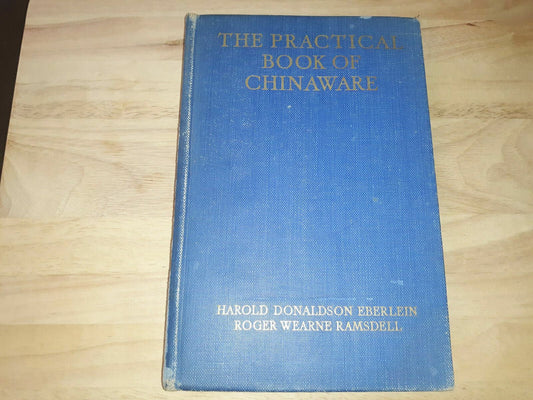 THE PRACTICAL
BOOK OF
CHINAWARE
HAROLD DONALDSON EBERLEIN
ROGER WEARNE RAMSDELL